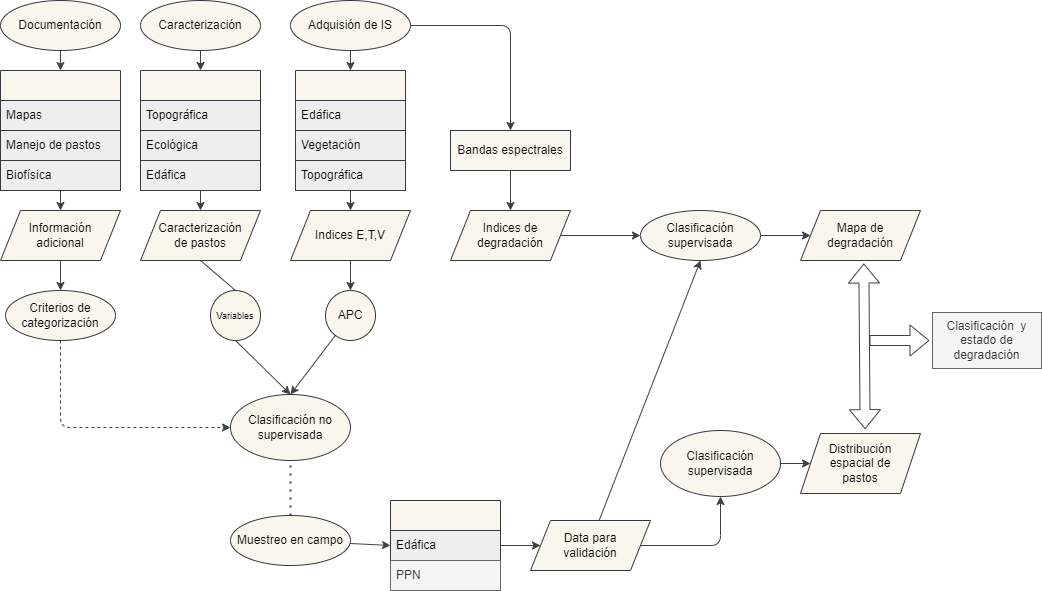 Documentación
Caracterización
Adquisión de IS
Mapas
Manejo de pastos
Biofísica
Topográfica
Ecológica
Edáfica
Edáfica
Vegetación
Topográfica
Bandas espectrales
Información
adicional
Caracterización
de pastos
Indices E,T,V
Indices de
degradación
Clasificación
supervisada
Mapa de
degradación
Criterios de
categorización
Variables
APC
Clasificación y
estado de
degradación
Clasificación no
supervisada
Clasificación
supervisada
Distribución
espacial de
pastos
Muestreo en campo
Edáfica
PPN
Data para
validación